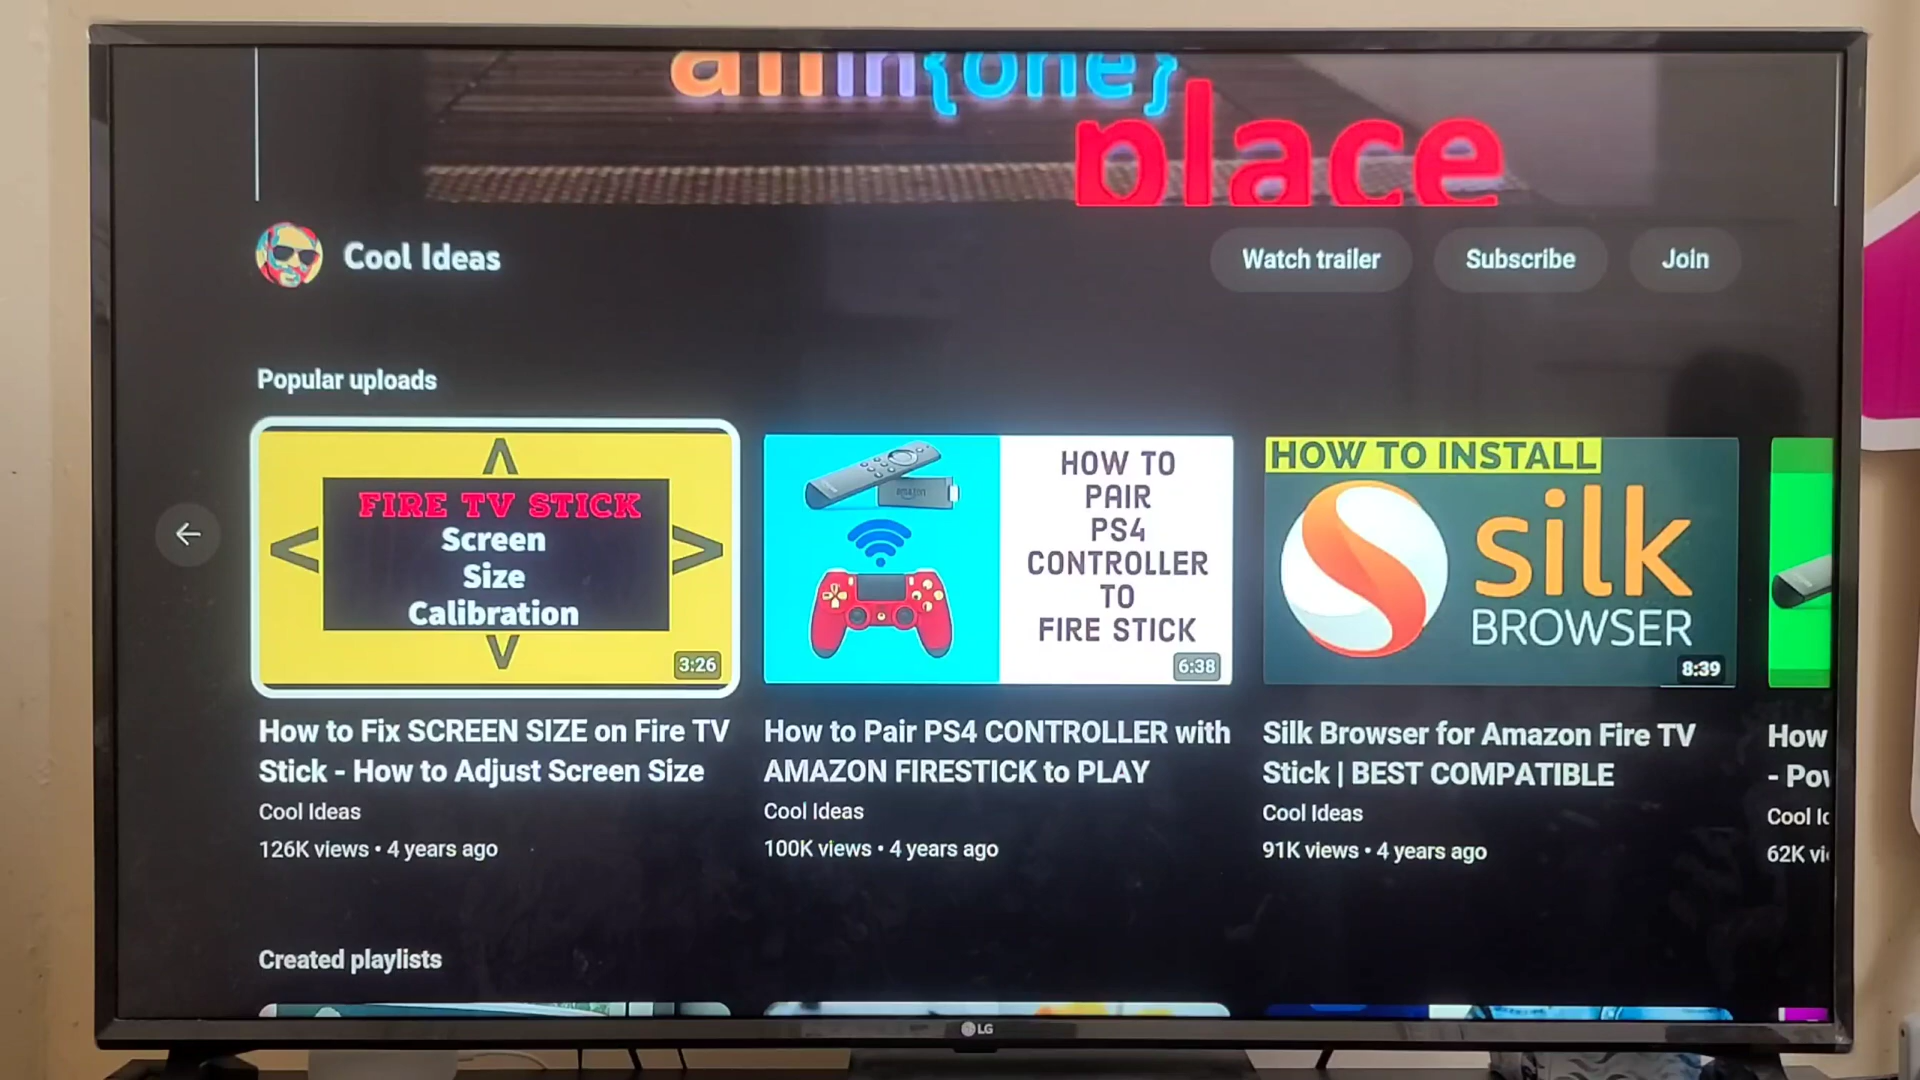 allin{one}
place
Cool Ideas
Watch trailer
Subscribe
Join
Popular uploads
FIRE TV STICK
Screen
Size
Calibration
3:26
HOW TO
PAIR
PS4
CONTROLLER
TO
FIRE STICK
6:38
HOW TO INSTALL
silk
BROWSER
8:39
How to Fix SCREEN SIZE on Fire TV
Stick - How to Adjust Screen Size
Cool Ideas
126K views • 4 years ago
How to Pair PS4 CONTROLLER with
AMAZON FIRESTICK to PLAY
Cool Ideas
100K views • 4 years ago
Silk Browser for Amazon Fire TV
Stick | BEST COMPATIBLE
Cool Ideas
91K views • 4 years ago
How
Cool
62K
Created playlists
LG